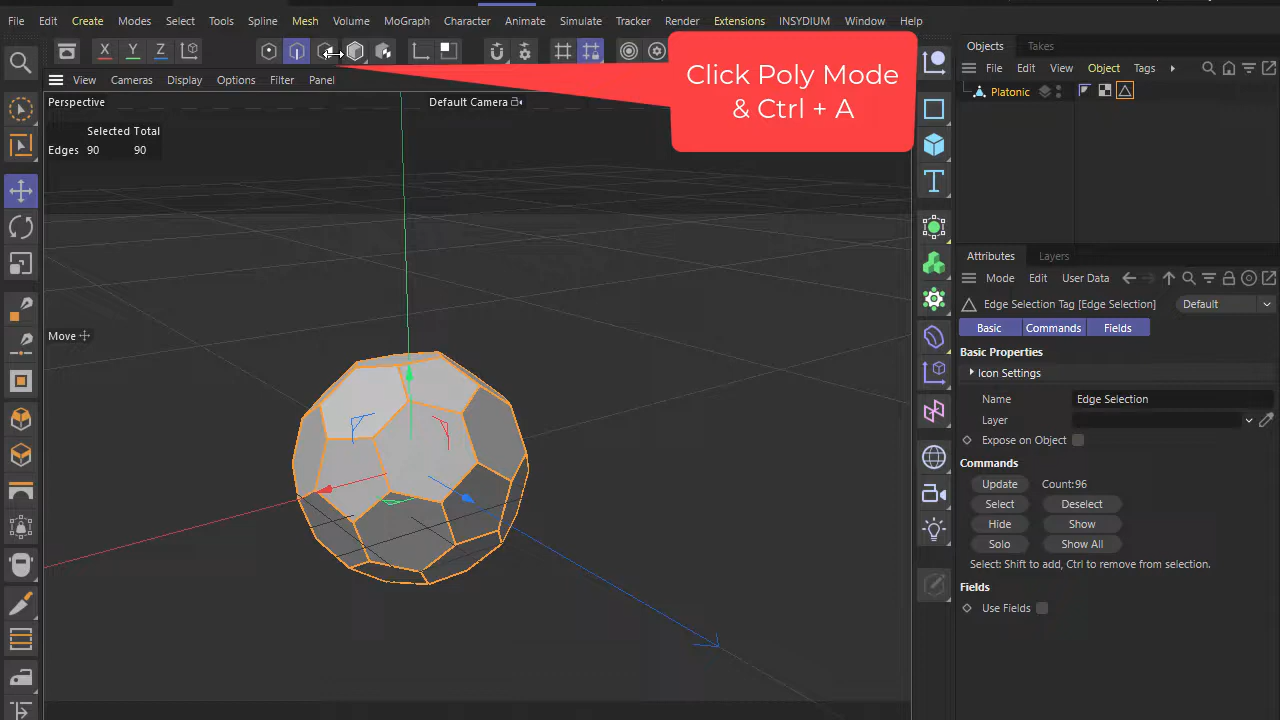 File Edit Create Modes Select Tools Spline Mesh Volume MoGraph Character Animate Simulate Tracker Render Extensions INSYDIUM Window Help
X Y Z
Click Poly Mode
& Ctrl + A
View Cameras Display Options Filter Panel
Perspective
Default Camera
Selected Total
Edges 90 90
Move
Objects Takes
File Edit View Object Tags
Platonic
Attributes Layers
Mode Edit User Data
Edge Selection Tag [Edge Selection]
Default
Basic Commands Fields
Basic Properties
Icon Settings
Name Edge Selection
Layer
Expose on Object
Commands
Update Count:96
Select Deselect
Hide Show
Solo Show All
Select: Shift to add, Ctrl to remove from selection.
Fields
Use Fields